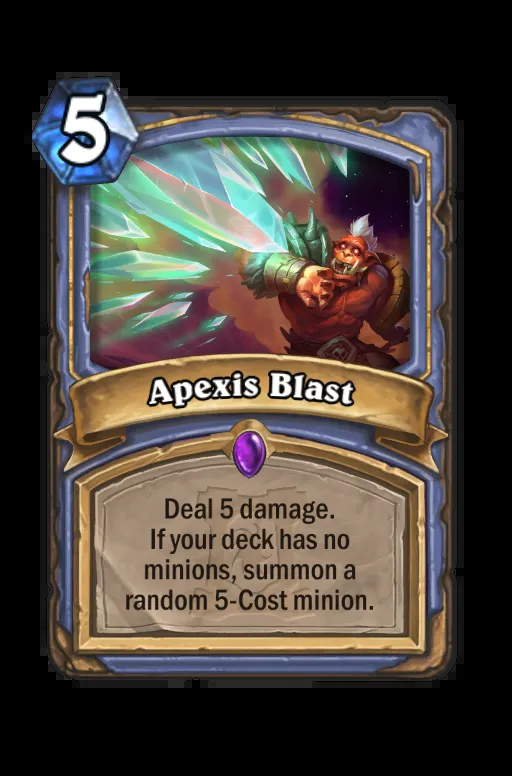 5
Apexis Blast
Deal 5 damage.
If your deck has no
minions, summon a
random 5-Cost minion.